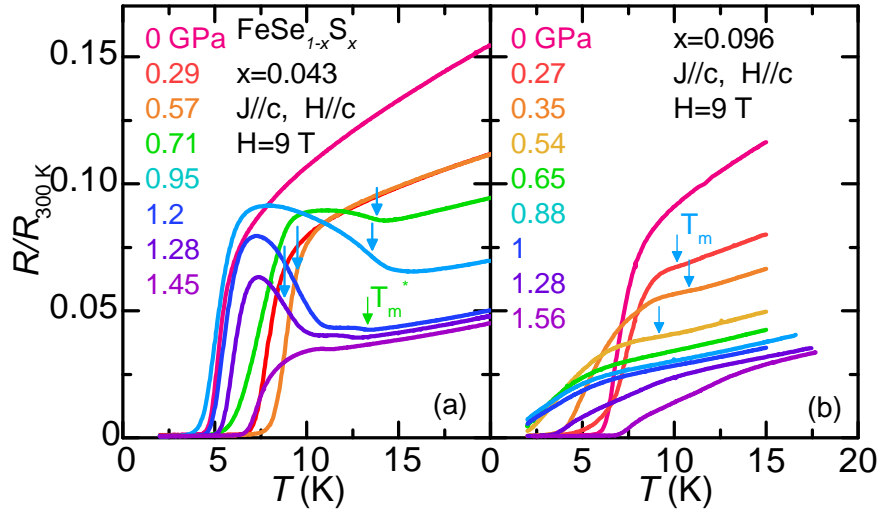 R/R300 K
0.15
0.10
0.05
0
0 GPa
0.29
0.57
0.71
0.95
1.2
1.28
1.45
FeSe1-xSx
x=0.043
J//c, H//c
H=9 T
Tm*
(a)
0 GPa
0.27
0.35
0.54
0.65
0.88
1
1.28
1.56
x=0.096
J//c, H//c
H=9 T
Tm
(b)
0 5 10 15 0 5 10 15 20
T (K) T (K)